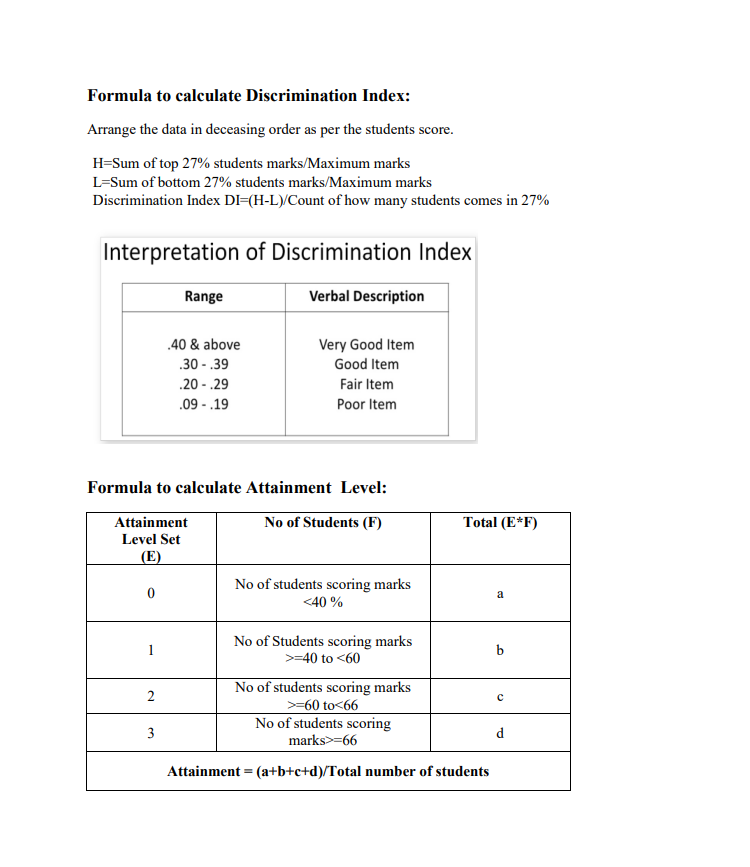 Formula to calculate Discrimination Index:
Arrange the data in deceasing order as per the students score.
H=Sum of top 27% students marks/Maximum marks
L=Sum of bottom 27% students marks/Maximum marks
Discrimination Index DI=(H-L)/Count of how many students comes in 27%
Interpretation of Discrimination Index
Range Verbal Description
.40 & above Very Good Item
.30 - .39 Good Item
.20 - .29 Fair Item
.09 - .19 Poor Item
Formula to calculate Attainment Level:
Attainment No of Students (F) Total (E*F)
Level Set
(E)
0 No of students scoring marks a
<40 %
1 No of Students scoring marks b
>=40 to <60
2 No of students scoring marks c
>=60 to<66
3 No of students scoring d
marks>=66
Attainment = (a+b+c+d)/Total number of students